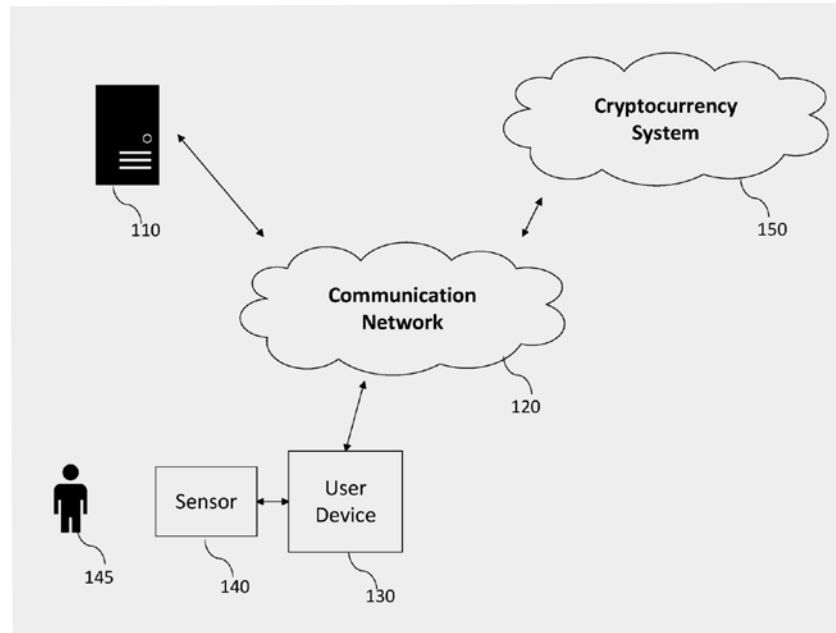 Cryptocurrency
System
110
150
Communication
Network
120
Sensor
User
Device
145
140
130